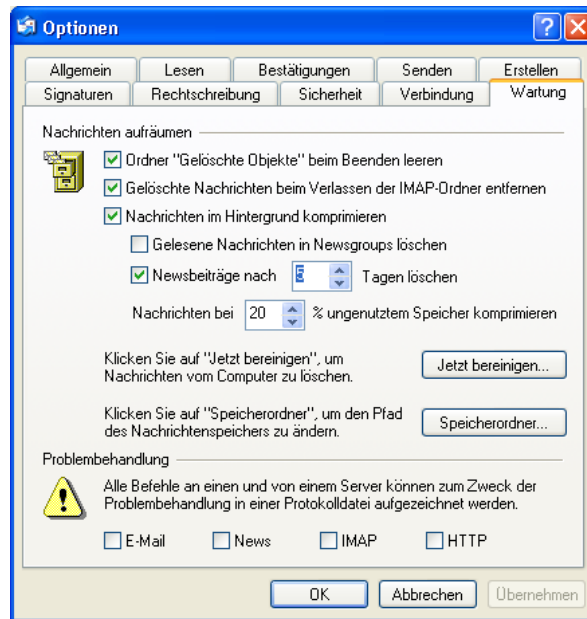 Optionen
Allgemein Lesen Bestätigungen Senden Erstellen
Signaturen Rechtschreibung Sicherheit Verbindung Wartung
Nachrichten aufräumen
Ordner "Gelöschte Objekte" beim Beenden leeren
Gelöschte Nachrichten beim Verlassen der IMAP-Ordner entfernen
Nachrichten im Hintergrund komprimieren
Gelesene Nachrichten in Newsgroups löschen
Newsbeiträge nach 5 Tagen löschen
Nachrichten bei 20 % ungenutztem Speicher komprimieren
Klicken Sie auf "Jetzt bereinigen", um
Nachrichten vom Computer zu löschen.
Jetzt bereinigen...
Klicken Sie auf "Speicherordner", um den Pfad
des Nachrichtenspeichers zu ändern.
Speicherordner...
Problembehandlung
Alle Befehle an einen und von einem Server können zum Zweck der
Problembehandlung in einer Protokolldatei aufgezeichnet werden.
E-Mail News IMAP HTTP
OK Abbrechen Übernehmen